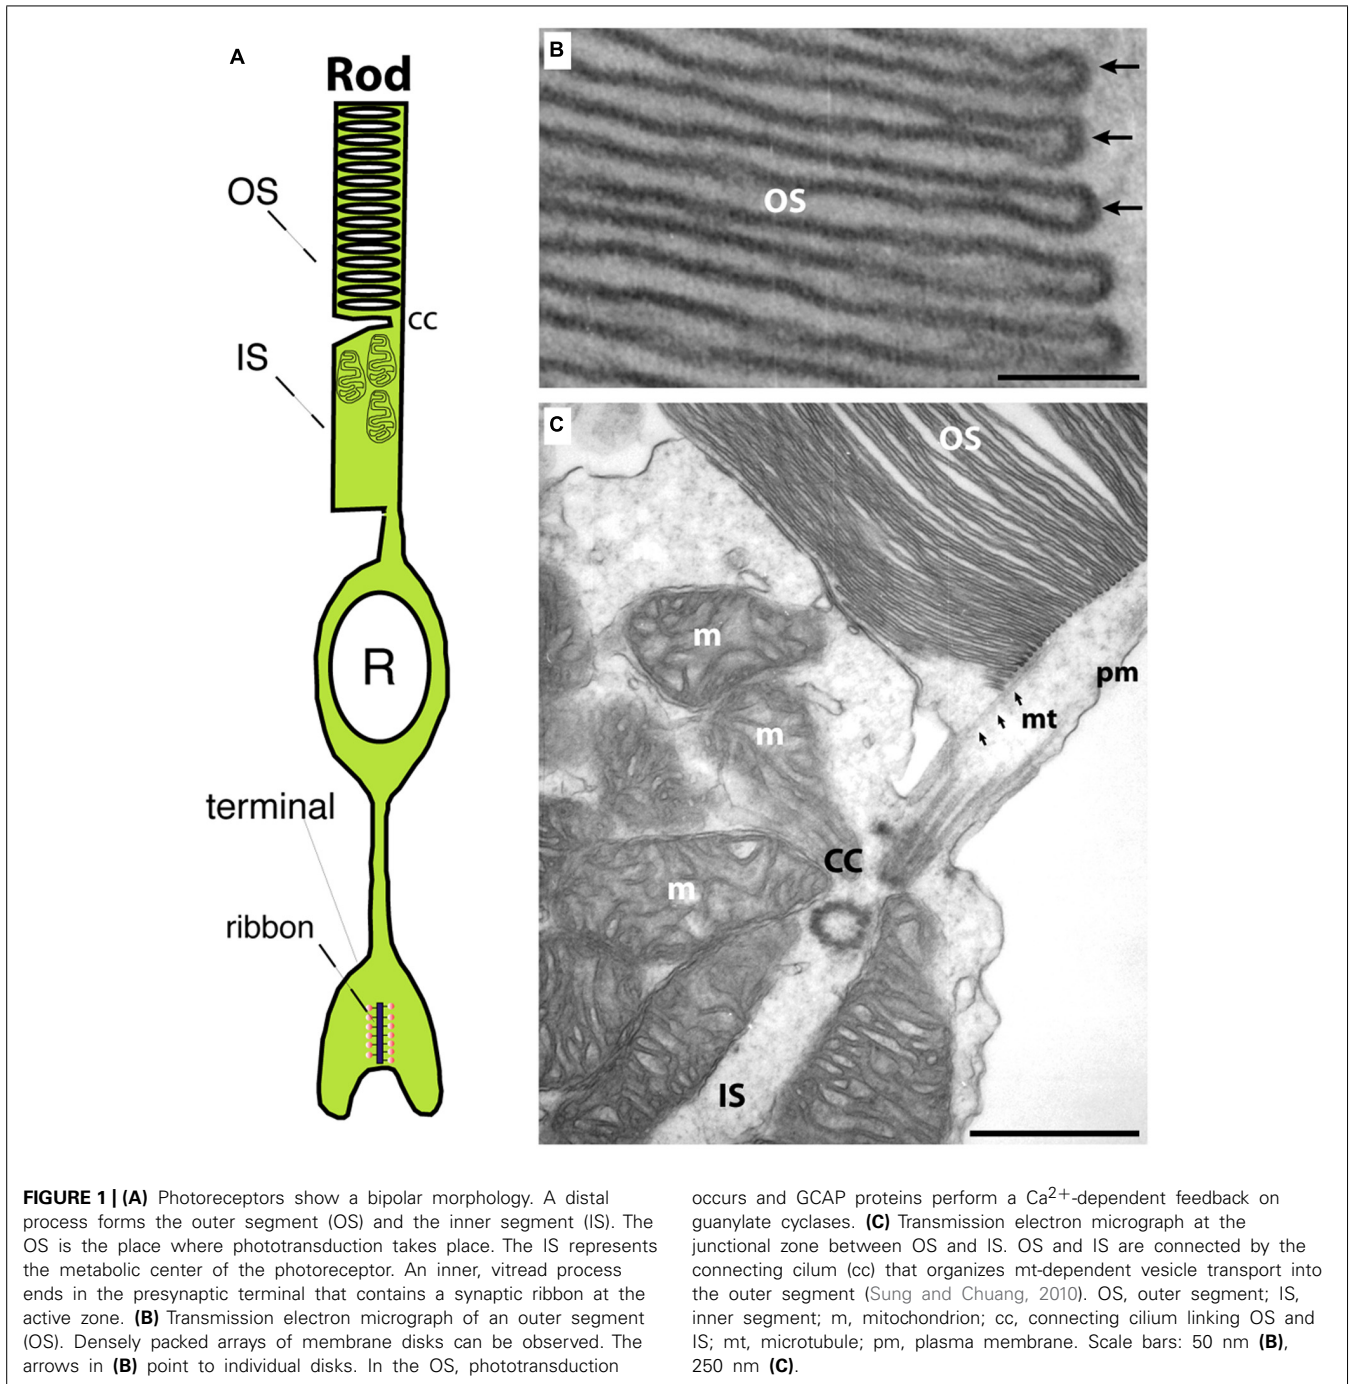 A
Rod
OS
cc
IS
R
terminal
ribbon
B
OS
C
OS
m
pm
mt
m
CC
m
IS
FIGURE 1 | (A) Photoreceptors show a bipolar morphology. A distal
process forms the outer segment (OS) and the inner segment (IS). The
OS is the place where phototransduction takes place. The IS represents
the metabolic center of the photoreceptor. An inner, vitread process
ends in the presynaptic terminal that contains a synaptic ribbon at the
active zone. (B) Transmission electron micrograph of an outer segment
(OS). Densely packed arrays of membrane disks can be observed. The
arrows in (B) point to individual disks. In the OS, phototransduction
occurs and GCAP proteins perform a Ca2+-dependent feedback on
guanylate cyclases. (C) Transmission electron micrograph at the
junctional zone between OS and IS. OS and IS are connected by the
connecting cilum (cc) that organizes mt-dependent vesicle transport into
the outer segment (Sung and Chuang, 2010). OS, outer segment; IS,
inner segment; m, mitochondrion; cc, connecting cilium linking OS and
IS; mt, microtubule; pm, plasma membrane. Scale bars: 50 nm (B),
250 nm (C).